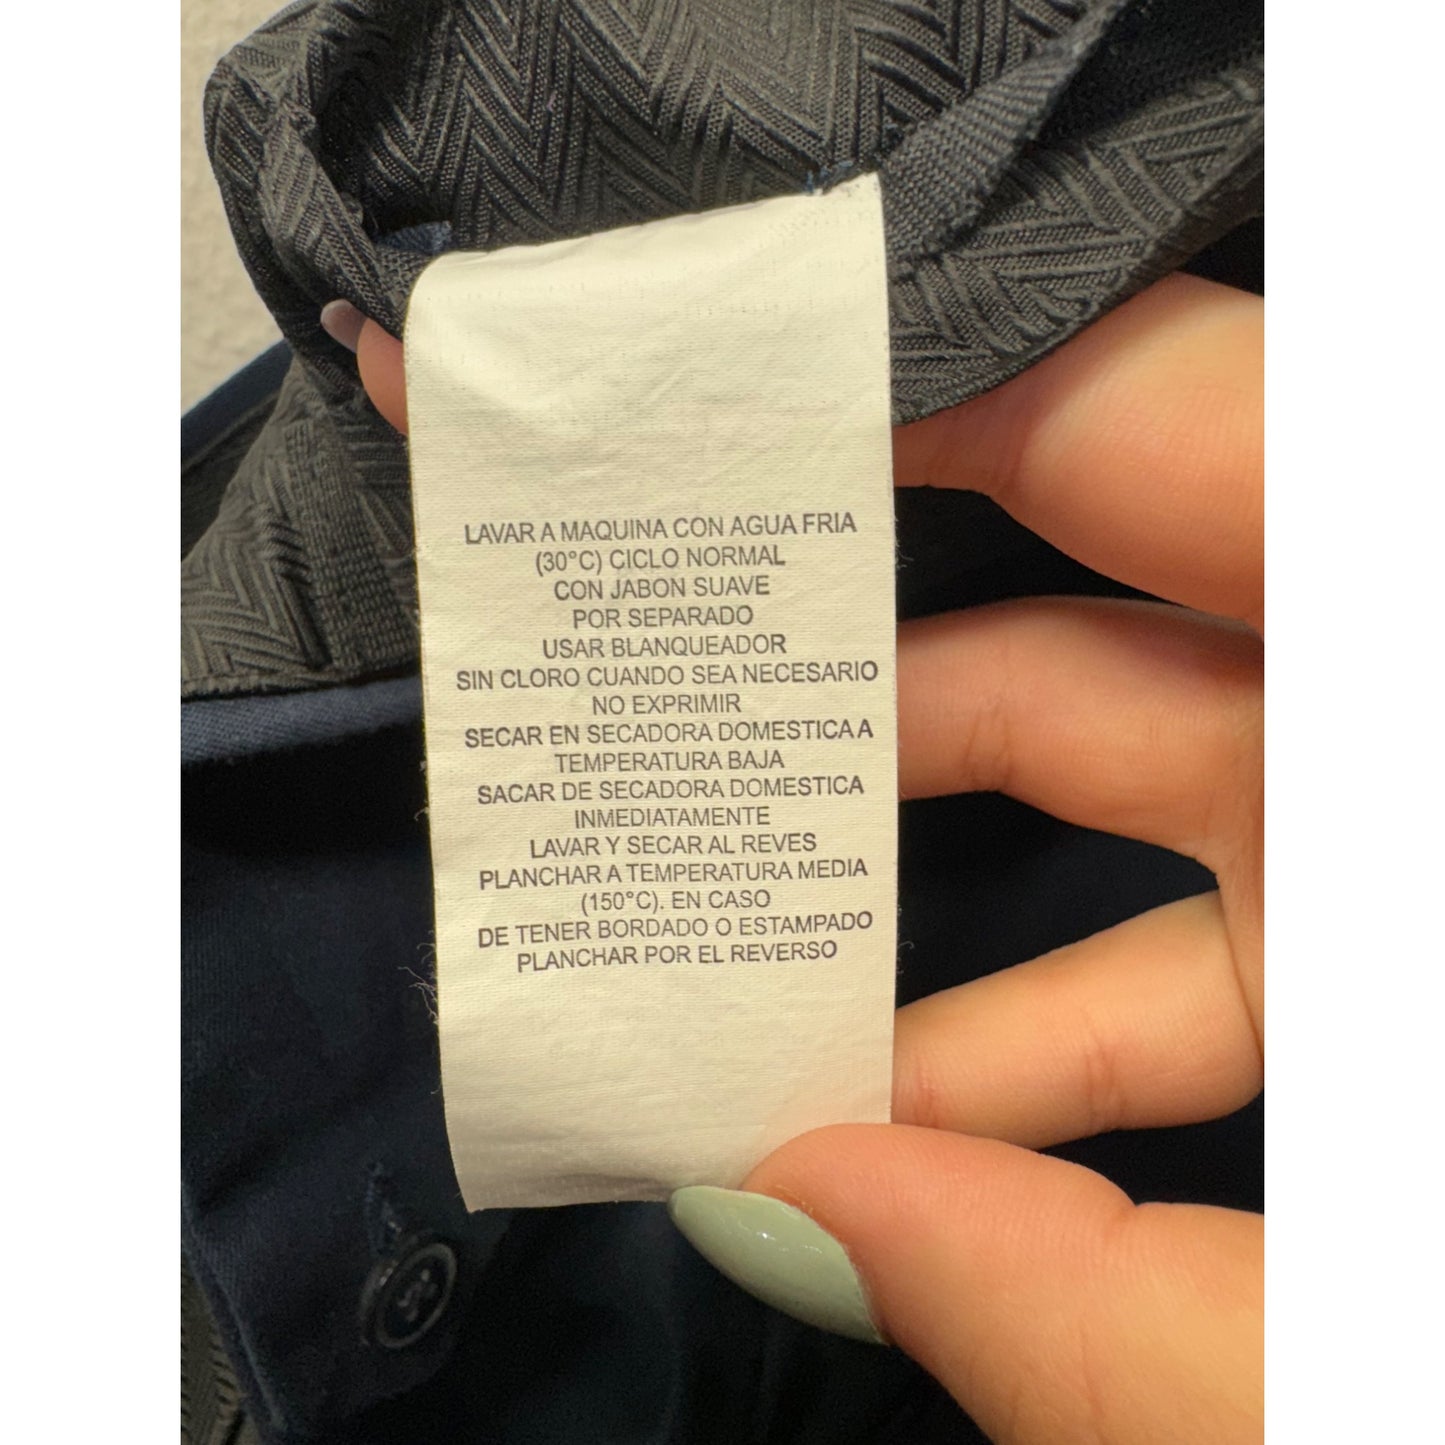 LAVAR A MAQUINA CON AGUA FRIA
(30°C) CICLO NORMAL
CON JABON SUAVE
POR SEPARADO
USAR BLANQUEADOR
SIN CLORO CUANDO SEA NECESARIO
NO EXPRIMIR
SECAR EN SECADORA DOMESTICA A
TEMPERATURA BAJA
SACAR DE SECADORA DOMESTICA
INMEDIATAMENTE
LAVAR Y SECAR AL REVES
PLANCHAR A TEMPERATURA MEDIA
(150°C). EN CASO
DE TENER BORDADO O ESTAMPADO
PLANCHAR POR EL REVERSO